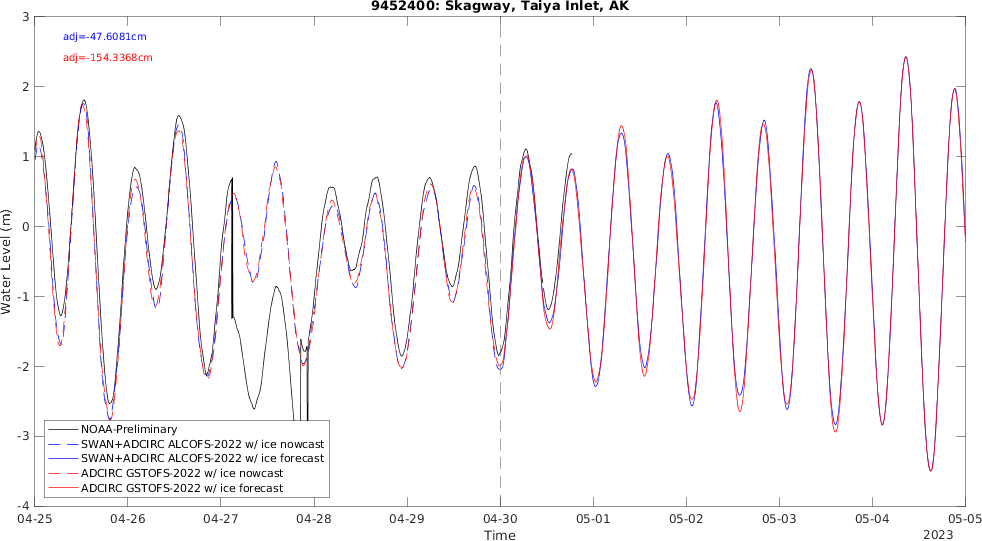 9452400: Skagway, Taiya Inlet, AK
adj=-47.6081cm
adj=-154.3368cm
Water Level (m)
3
2
1
0
-1
-2
-3
-4
NOAA-Preliminary
SWAN+ADCIRC ALCOFS-2022 w/ ice nowcast
SWAN+ADCIRC ALCOFS-2022 w/ ice forecast
ADCIRC GSTOFS-2022 w/ ice nowcast
ADCIRC GSTOFS-2022 w/ ice forecast
04-25 04-26 04-27 04-28 04-29 04-30 05-01 05-02 05-03 05-04 05-05
Time
2023